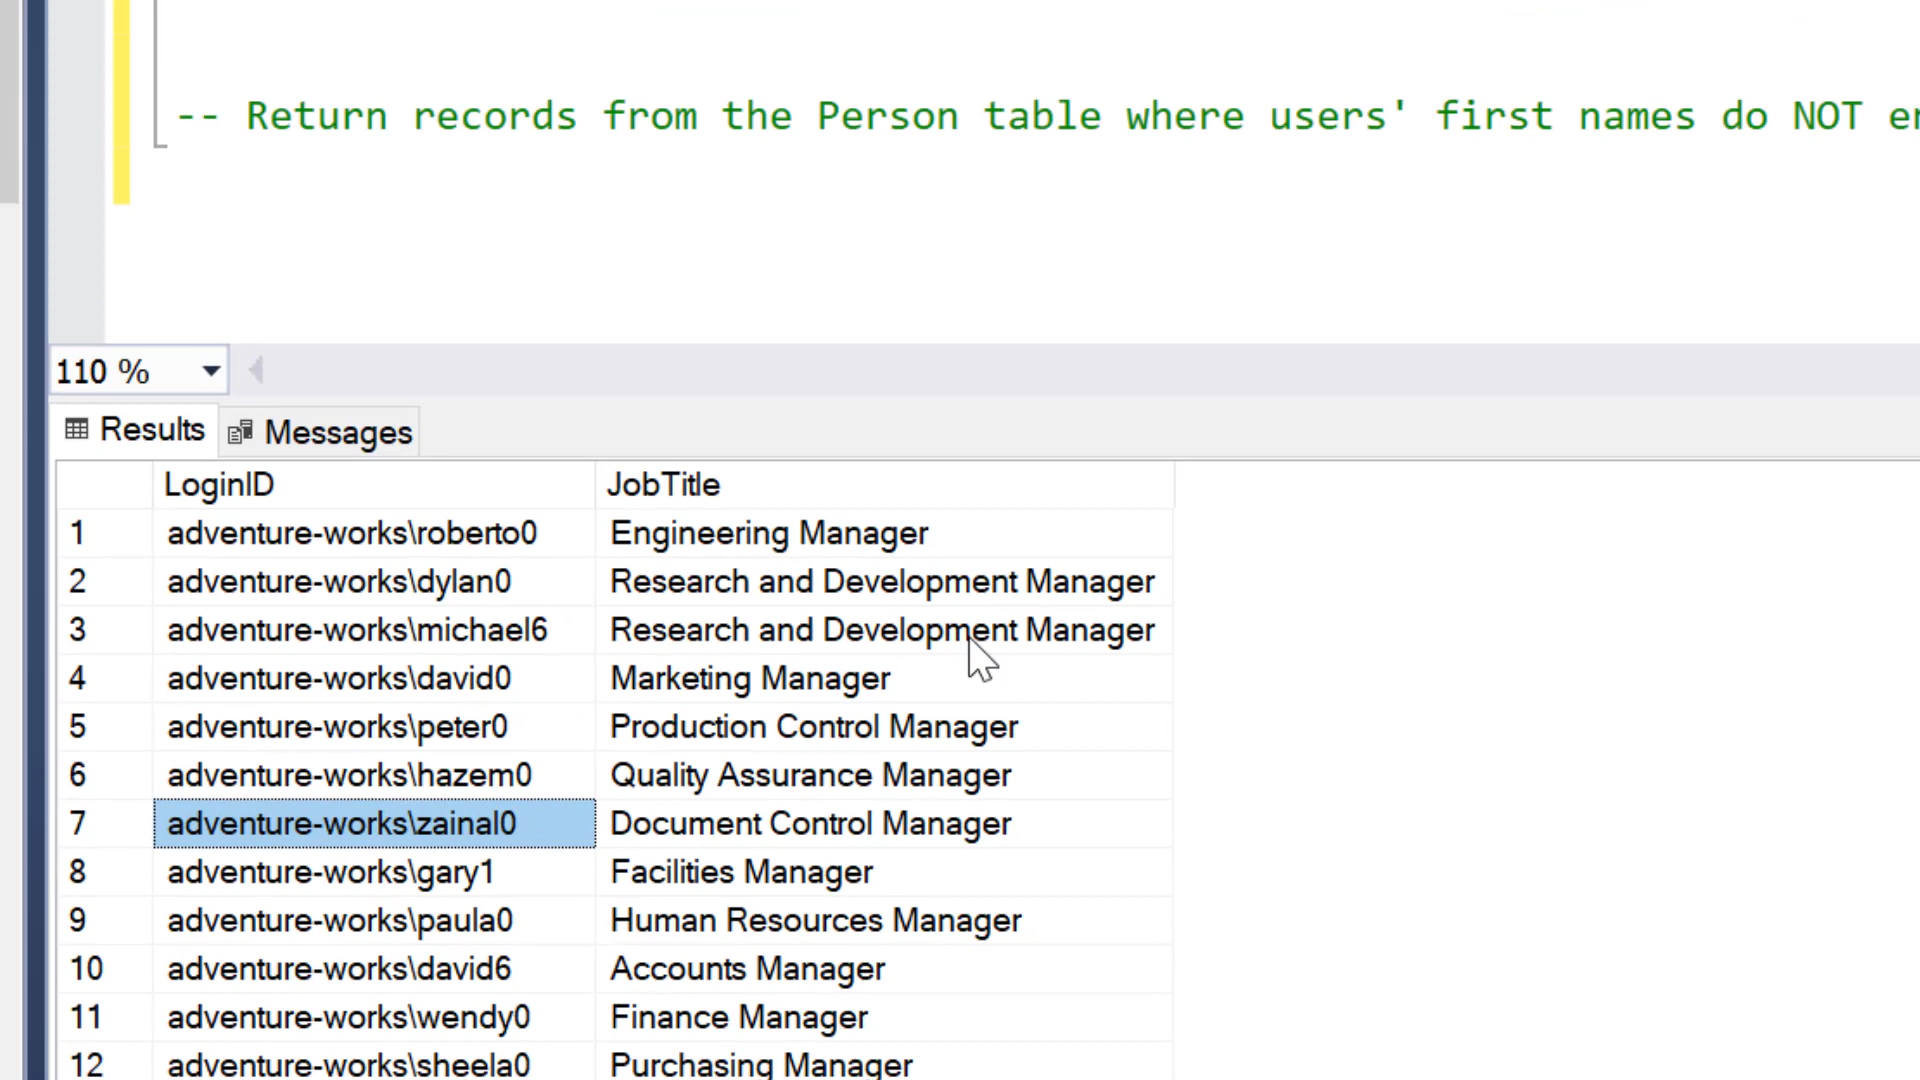 -- Return records from the Person table where users' first names do NOT
110 %
Results Messages
LoginID JobTitle
1 adventure-works\roberto0 Engineering Manager
2 adventure-works\dylan0 Research and Development Manager
3 adventure-works\michael6 Research and Development Manager
4 adventure-works\david0 Marketing Manager
5 adventure-works\peter0 Production Control Manager
6 adventure-works\hazem0 Quality Assurance Manager
7 adventure-works\zainal0 Document Control Manager
8 adventure-works\gary1 Facilities Manager
9 adventure-works\paula0 Human Resources Manager
10 adventure-works\david6 Accounts Manager
11 adventure-works\wendy0 Finance Manager
12 adventure-works\sheela0 Purchasing Manager